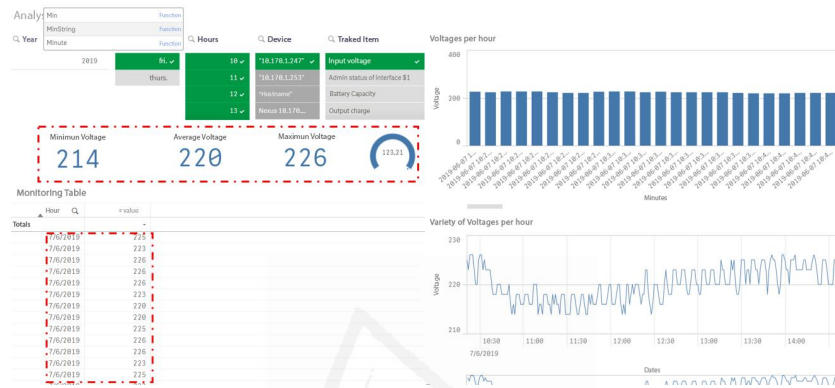 Analys
Min Function
MinString Function
Minute Function
Year
Hours
Device
Traked Item
2019
fri.
thurs.
10
11
12
13
"10.178.1.247"
"10.178.1.253"
"Hostname"
Nexus 10.170....
Input voltage
Admin status of interface $1
Battery Capacity
Output charge
Minimun Voltage
214
Average Voltage
220
Maximun Voltage
226
123,21
Monitoring Table
Hour =value
Totals -
7/6/2019 225
7/6/2019 223
7/6/2019 226
7/6/2019 226
7/6/2019 226
7/6/2019 223
7/6/2019 220
7/6/2019 220
7/6/2019 225
7/6/2019 226
7/6/2019 226
7/6/2019 223
7/6/2019 225
Voltages per hour
400
200
0
Voltage
Minutes
Variety of Voltages per hour
230
220
210
Voltage
10:30 11:00 11:30 12:00 12:30 13:00 13:30 14:00
7/6/2019
Dates